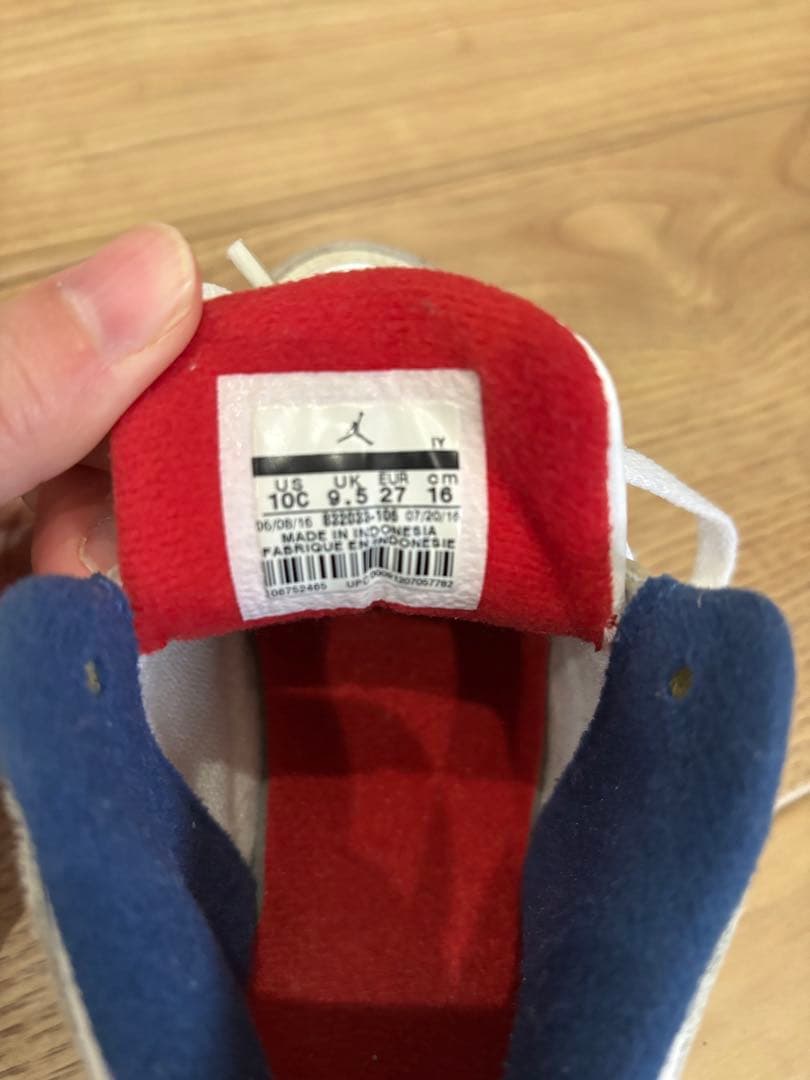 IY
US UK EUR cm
10C 9.5 27 16
06/08/16 832033-106 07/20/16
MADE IN INDONESIA
FABRIQUE EN INDONESIE
UPC